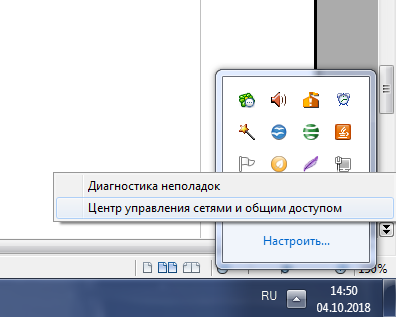 Диагностика неполадок
Центр управления сетями и общим доступом
Настроить...
RU
14:50
04.10.2018